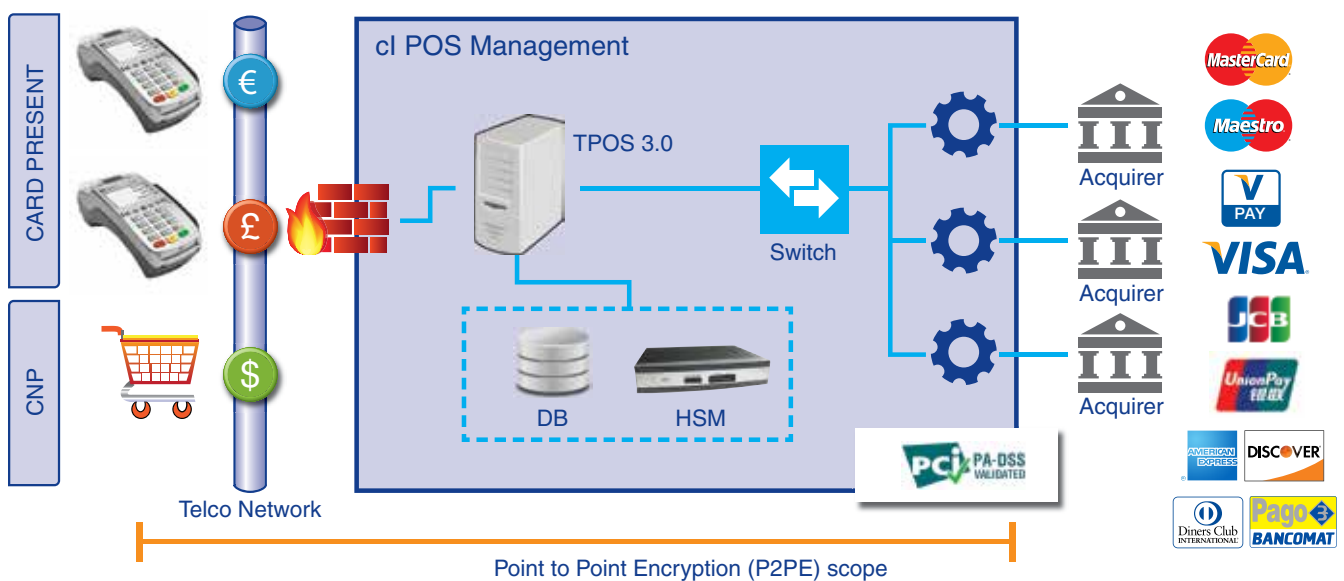 CARD PRESENT
CNP
€
£
$
Telco Network
cl POS Management
TPOS 3.0
Switch
DB
HSM
Acquirer
Acquirer
Acquirer
PCi PA-DSS
VALIDATED
MasterCard
Maestro
V
PAY
VISA
JCB
UnionPay
银联
AMERICAN
EXPRESS
DISCOVER
Diners Club
INTERNATIONAL
Pago
BANCOMAT
Point to Point Encryption (P2PE) scope